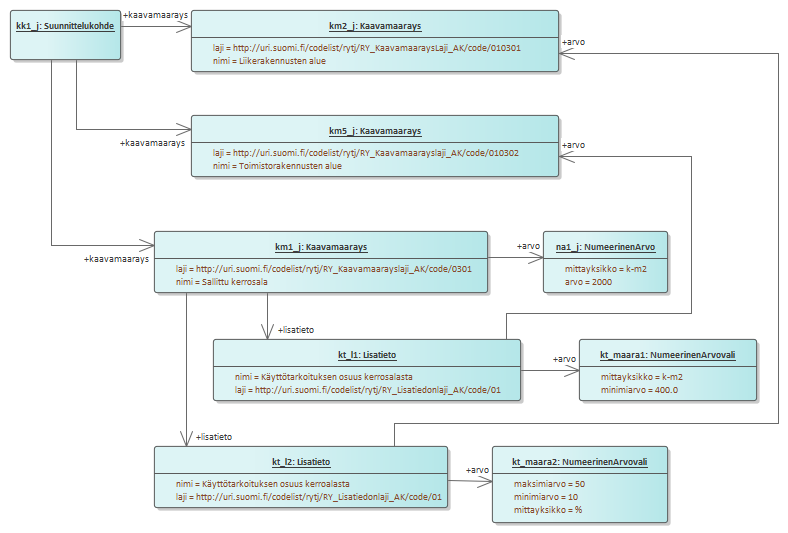 kk1_j: Suunnittelukohde
+kaavamaarays
km2_j: Kaavamaarays
laji = http://uri.suomi.fi/codelist/rytj/RY_KaavamaaraysLaji_AK/code/010301
nimi = Liikerakennusten alue
+arvo
+kaavamaarays
km5_j: Kaavamaarays
laji = http://uri.suomi.fi/codelist/rytj/RY_Kaavamaarayslaji_AK/code/010302
nimi = Toimistorakennusten alue
+arvo
+kaavamaarays
km1_j: Kaavamaarays
laji = http://uri.suomi.fi/codelist/rytj/RY_Kaavamaarayslaji_AK/code/0301
nimi = Sallittu kerrosala
+arvo
na1_j: NumeerinenArvo
mittayksikko = k-m2
arvo = 2000
+lisatieto
kt_l1: Lisatieto
nimi = Käyttötarkoituksen osuus kerrosalasta
laji = http://uri.suomi.fi/codelist/rytj/RY_Lisatiedonlaji_AK/code/01
+arvo
kt_maara1: NumeerinenArvovali
mittayksikko = k-m2
minimiarvo = 400.0
+lisatieto
kt_l2: Lisatieto
nimi = Käyttötarkoituksen osuus kerroalasta
laji = http://uri.suomi.fi/codelist/rytj/RY_Lisatiedonlaji_AK/code/01
+arvo
kt_maara2: NumeerinenArvovali
maksimiarvo = 50
minimiarvo = 10
mittayksikko = %